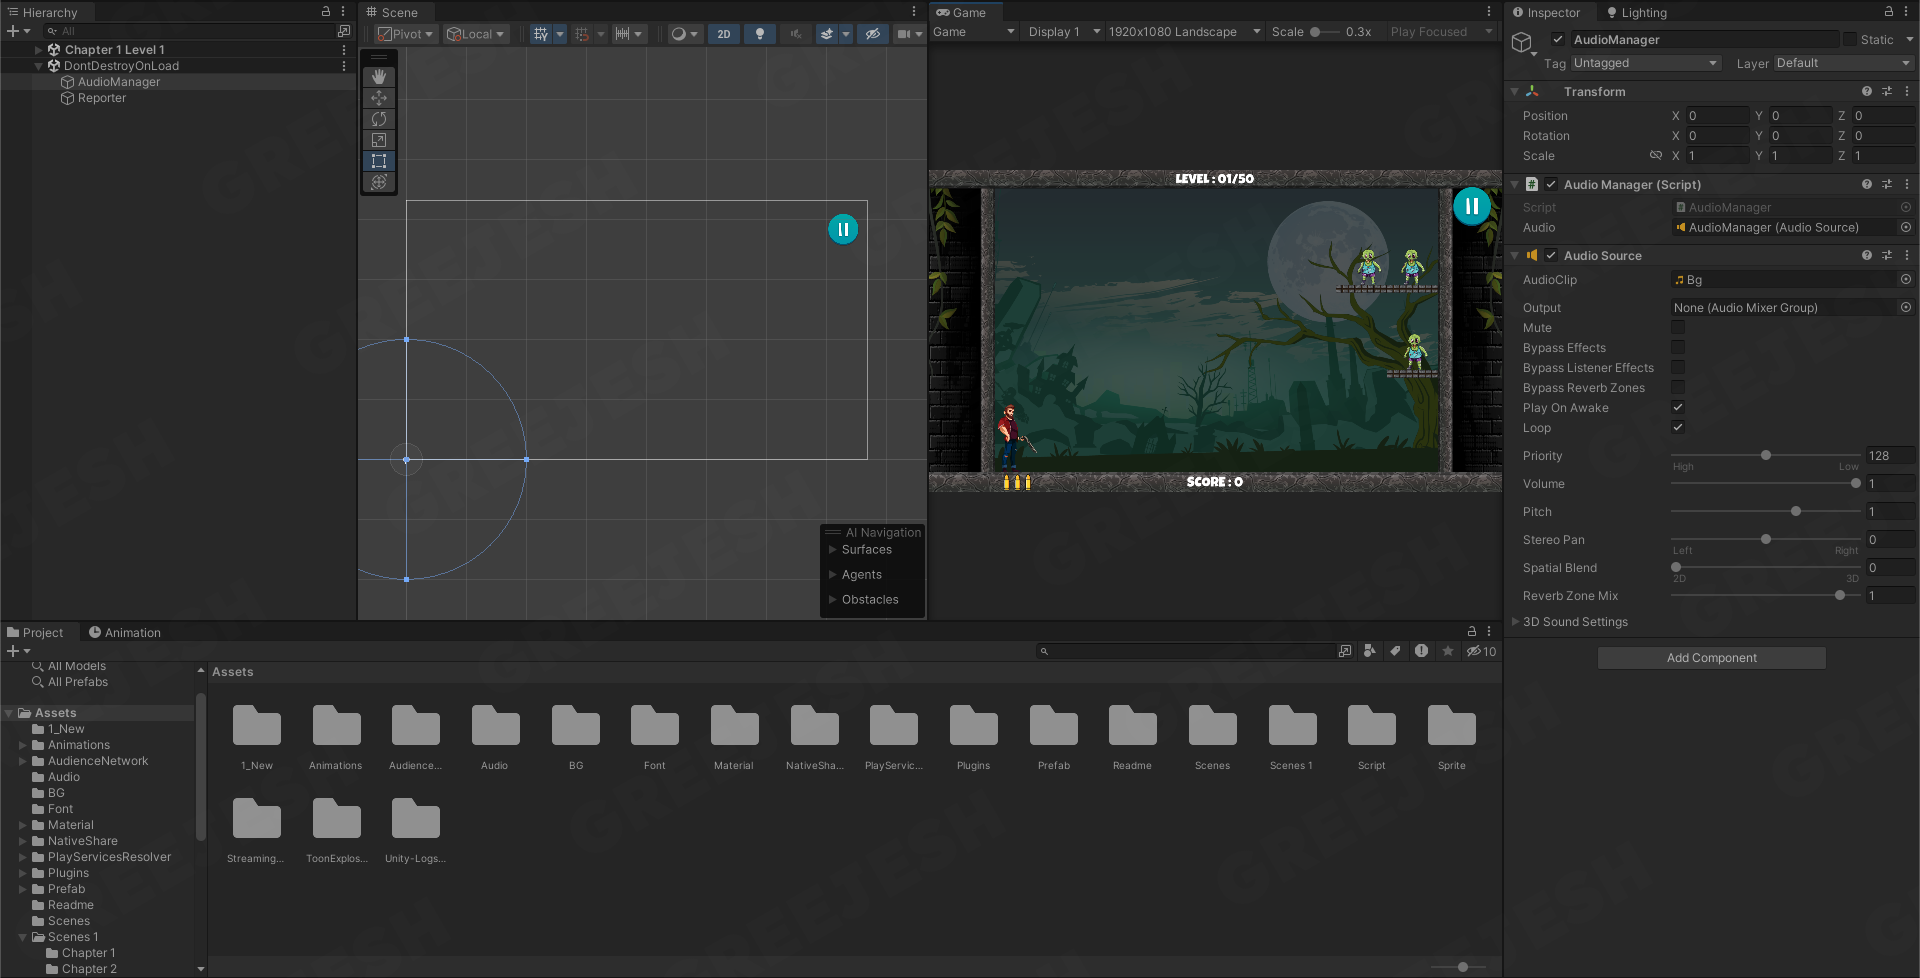 Hierarchy
All
Chapter 1 Level 1
DontDestroyOnLoad
AudioManager
Reporter
Scene
Pivot
Local
2D
AI Navigation
Surfaces
Agents
Obstacles
Game
Game
Display 1
1920x1080 Landscape
Scale
0.3x
Play Focused
LEVEL : 01/50
SCORE : 0
Inspector
Lighting
AudioManager
Static
Tag
Untagged
Layer
Default
Transform
Position
X 0 Y 0 Z 0
Rotation
X 0 Y 0 Z 0
Scale
X 1 Y 1 Z 1
# Audio Manager (Script)
Script
AudioManager
Audio
AudioManager (Audio Source)
Audio Source
AudioClip
Bg
Output
None (Audio Mixer Group)
Mute
Bypass Effects
Bypass Listener Effects
Bypass Reverb Zones
Play On Awake
Loop
Priority
128
High
Low
Volume
1
Pitch
1
Stereo Pan
0
Left
Right
Spatial Blend
0
2D
3D
Reverb Zone Mix
1
3D Sound Settings
Add Component
Project
Animation
10
All Models
All Prefabs
Assets
1_New
Animations
AudienceNetwork
Audio
BG
Font
Material
NativeShare
PlayServicesResolver
Plugins
Prefab
Readme
Scenes
Scenes 1
Chapter 1
Chapter 2
Assets
1_New
Animations
Audience...
Audio
BG
Font
Material
NativeSha...
PlayServic...
Plugins
Prefab
Readme
Scenes
Scenes 1
Script
Sprite
Streaming...
ToonExplos...
Unity-Logs...
GREEJESH